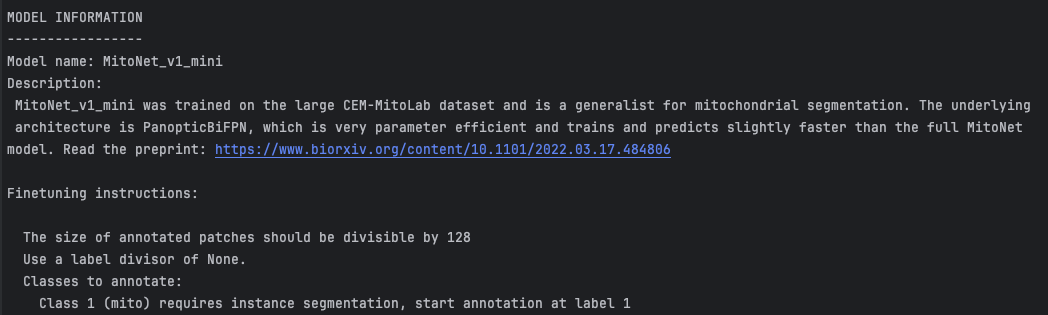 MODEL INFORMATION
-----------------
Model name: MitoNet_v1_mini
Description:
MitoNet_v1_mini was trained on the large CEM-MitoLab dataset and is a generalist for mitochondrial segmentation. The underlying
architecture is PanopticBiFPN, which is very parameter efficient and trains and predicts slightly faster than the full MitoNet
model. Read the preprint: https://www.biorxiv.org/content/10.1101/2022.03.17.484806
Finetuning instructions:
The size of annotated patches should be divisible by 128
Use a label divisor of None.
Classes to annotate:
Class 1 (mito) requires instance segmentation, start annotation at label 1